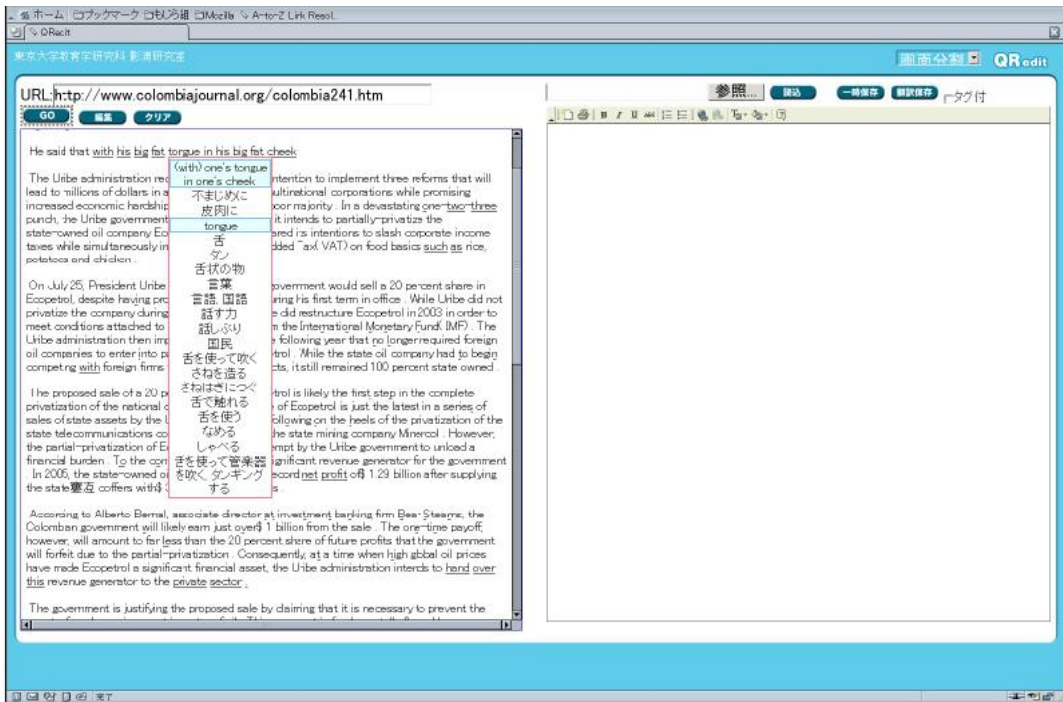 ホーム ブックマーク もじら組 Mozilla A-to-Z Link Resol...
QRedit
東京大学教育学研究科 影浦研究室
画面分割 QRedit
URL:http://www.colombiajournal.org/colombia241.htm
参照... 読込 一時保存 翻訳保存 タグ付
GO 編集 クリア
B I U
He said that with his big fat tongue in his big fat cheek
(with) one's tongue
in one's cheek
不まじめに
皮肉に
tongue
舌
タン
舌状の物
言葉
言語, 国語
話す力
話しぶり
国民
舌を使って吹く
さねを造る
さねはぎにつぐ
舌で触れる
舌を使う
なめる
しゃべる
舌を使って管楽器
を吹く タンギング
する
The Uribe administration ntention to implement three reforms that will
lead to millions of dollars in ultinational corporations while promising
increased economic hardship oor majority . In a devastating one-two-three
punch, the Uribe government it intends to partially-privatize the
state-owned oil company ared its intentions to slash corporate income
taxes while simultaneously dded Tax( VAT) on food basics such as rice,
potatoes and chicken .
On July 25, President Uribe overnment would sell a 20 percent share in
Ecopetrol, despite having uring his first term in office . While Uribe did not
privatize the company during e did restructure Ecopetrol in 2003 in order to
meet conditions attached to m the International Monetary Fund( IMF) . The
Uribe administration then following year that no longer required foreign
oil companies to enter into trol . While the state oil company had to begin
competing with foreign firms cts, it still remained 100 percent state owned .
The proposed sale of a 20 trol is likely the first step in the complete
privatization of the national of Ecopetrol is just the latest in a series of
sales of state assets by the ollowing on the heels of the privatization of the
state telecommunications he state mining company Minercol . However,
the partial-privatization of empt by the Uribe government to unload a
financial burden . To the ignificant revenue generator for the government
. In 2005, the state-owned ecord net profit of$ 1.29 billion after supplying
the state coffers with$ s .
According to Alberto Bernal, associate director at investment banking firm Bear Stearns, the
Colomban government will likely earn just over$ 1 billion from the sale . The one-time payoff,
however, will amount to far less than the 20 percent share of future profits that the government
will forfeit due to the partial-privatization . Consequently, at a time when high global oil prices
have made Ecopetrol a significant financial asset, the Uribe administration intends to hand over
this revenue generator to the private sector .
The government is justifying the proposed sale by claiming that it is necessary to prevent the
完了